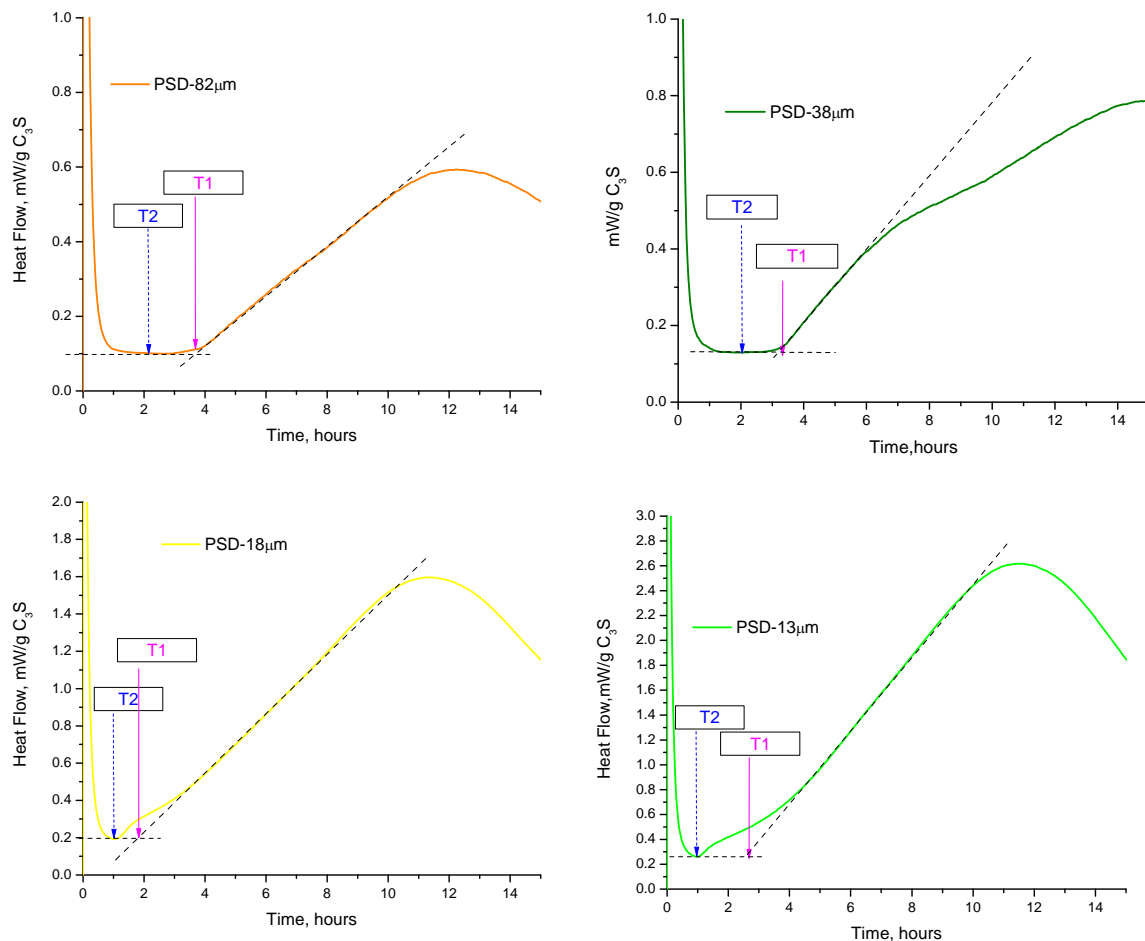 PSD-82μm
T1
T2
Heat Flow, mW/g C₃S
1.0
0.8
0.6
0.4
0.2
0.0
0 2 4 6 8 10 12 14
Time, hours
PSD-38μm
T2
T1
mW/g C₃S
1.0
0.8
0.6
0.4
0.2
0.0
0 2 4 6 8 10 12 14
Time,hours
PSD-18μm
T1
T2
Heat Flow, mW/g C₃S
2.0
1.8
1.6
1.4
1.2
1.0
0.8
0.6
0.4
0.2
0.0
0 2 4 6 8 10 12 14
Time, hours
PSD-13μm
T2
T1
Heat Flow,mW/g C₃S
3.0
2.8
2.6
2.4
2.2
2.0
1.8
1.6
1.4
1.2
1.0
0.8
0.6
0.4
0.2
0.0
0 2 4 6 8 10 12 14
Time, hours